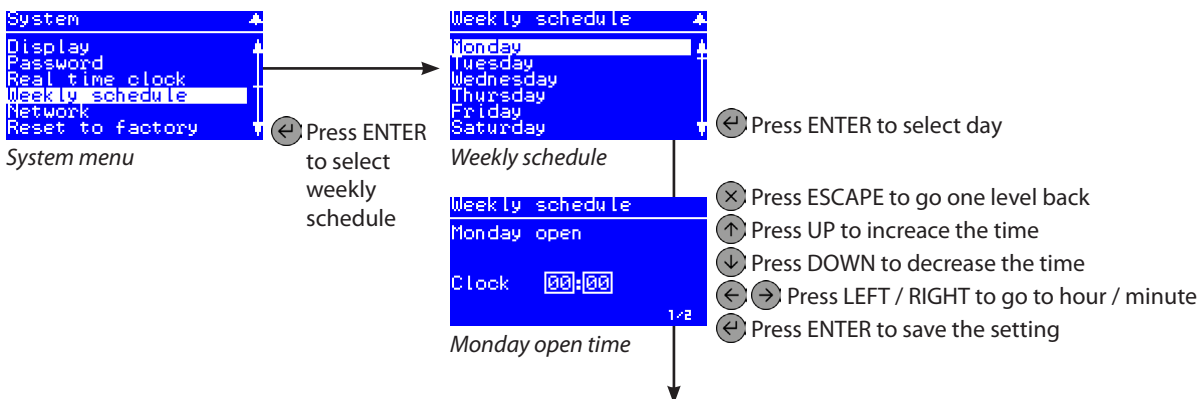 System
Display
Password
Real time clock
Weekly schedule
Network
Reset to factory
System menu
Press ENTER
to select
weekly
schedule
Weekly schedule
Monday
Tuesday
Wednesday
Thursday
Friday
Saturday
Weekly schedule
Press ENTER to select day
Weekly schedule
Monday open
Clock 00:00
1/2
Monday open time
Press ESCAPE to go one level back
Press UP to increace the time
Press DOWN to decrease the time
Press LEFT / RIGHT to go to hour / minute
Press ENTER to save the setting